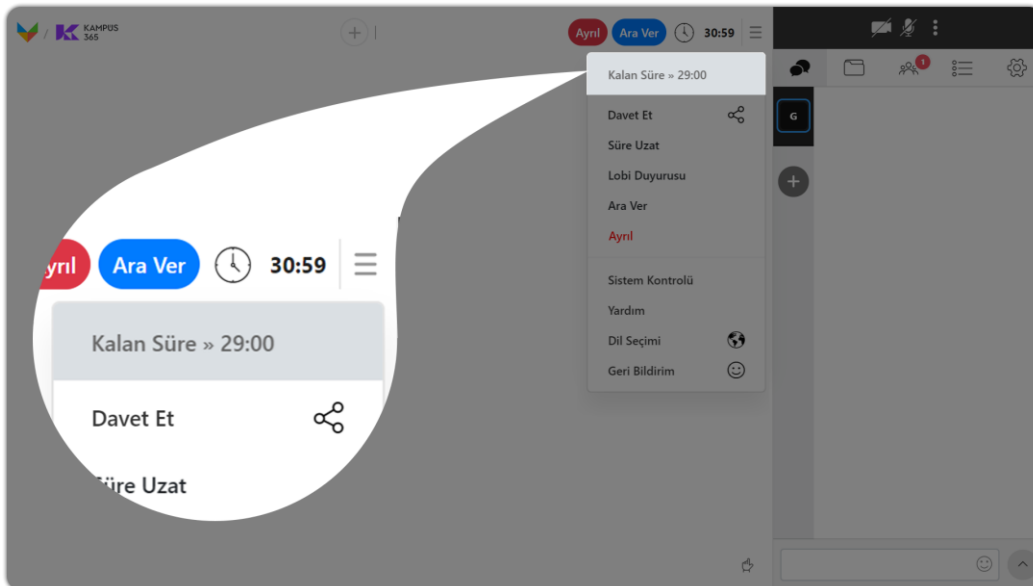 KAMPÜS
365
Ayrıl
Ara Ver
30:59
Kalan Süre » 29:00
Davet Et
Süre Uzat
Lobi Duyurusu
Ara Ver
Ayrıl
Sistem Kontrolü
Yardım
Dil Seçimi
Geri Bildirim
1
G
yrıl
Ara Ver
30:59
Kalan Süre » 29:00
Davet Et
Süre Uzat